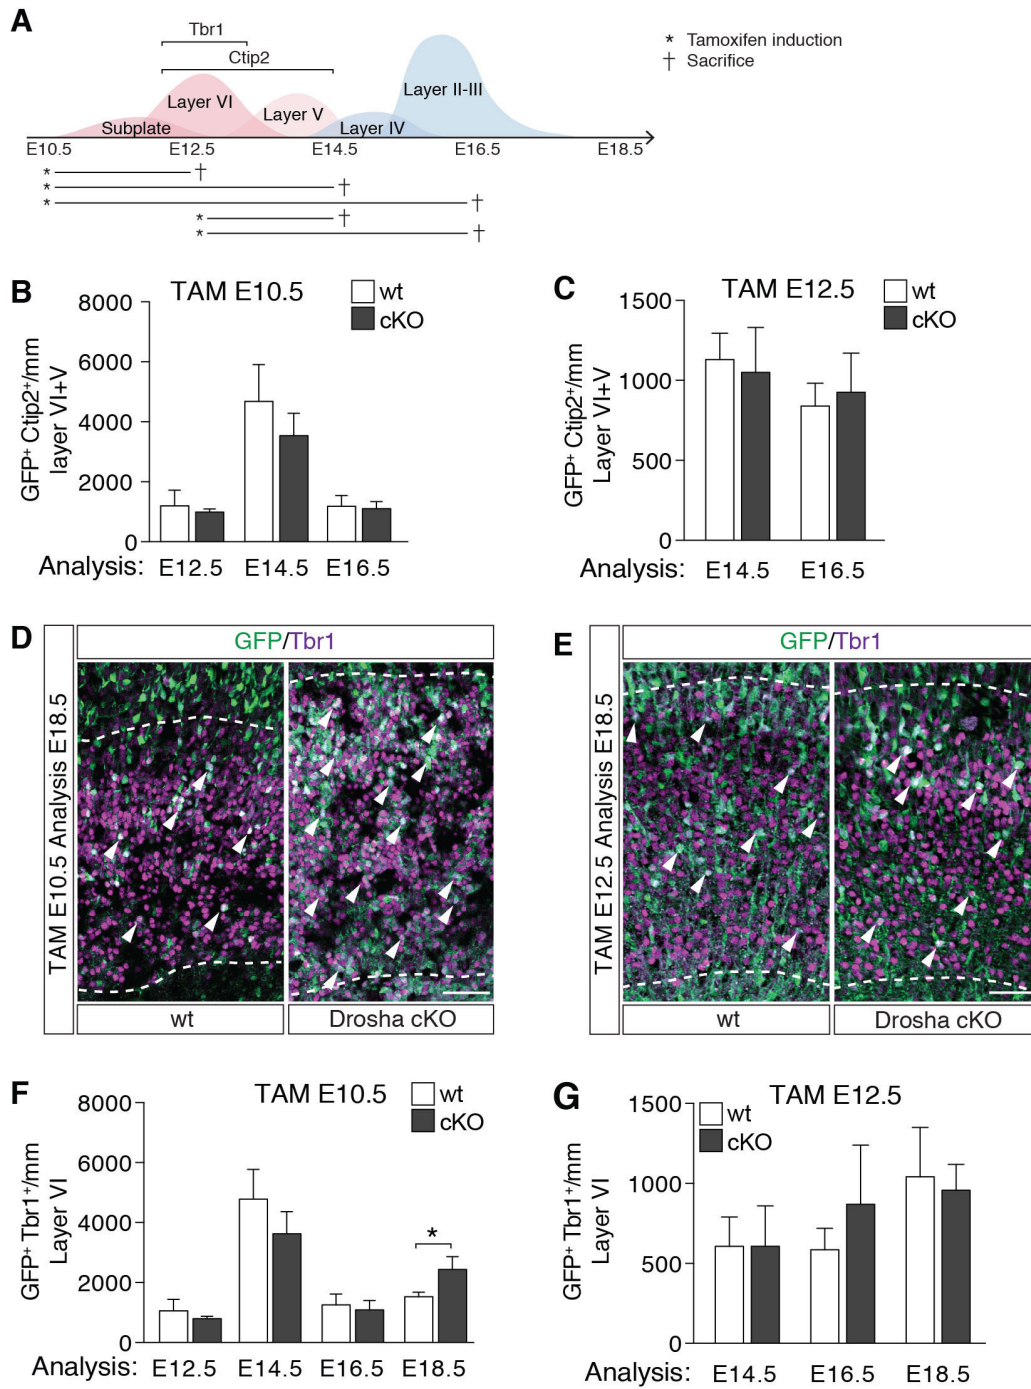 A
Tbr1
Ctip2
* Tamoxifen induction
† Sacrifice
Layer II-III
Layer VI
Layer V
Subplate
Layer IV
E10.5 E12.5 E14.5 E16.5 E18.5
* †
* †
* †
* †
* †
B
TAM E10.5
wt
cKO
GFP+ Ctip2+/mm
layer VI+V
8000
6000
4000
2000
0
Analysis: E12.5 E14.5 E16.5
C
TAM E12.5
wt
cKO
GFP+ Ctip2+/mm
Layer VI+V
1500
1000
500
0
Analysis: E14.5 E16.5
D
GFP/Tbr1
TAM E10.5 Analysis E18.5
wt
Drosha cKO
E
GFP/Tbr1
TAM E12.5 Analysis E18.5
wt
Drosha cKO
F
TAM E10.5
wt
cKO
GFP+ Tbr1+/mm
Layer VI
8000
6000
4000
2000
0
*
Analysis: E12.5 E14.5 E16.5 E18.5
G
TAM E12.5
wt
cKO
GFP+ Tbr1+/mm
Layer VI
1500
1000
500
0
Analysis: E14.5 E16.5 E18.5